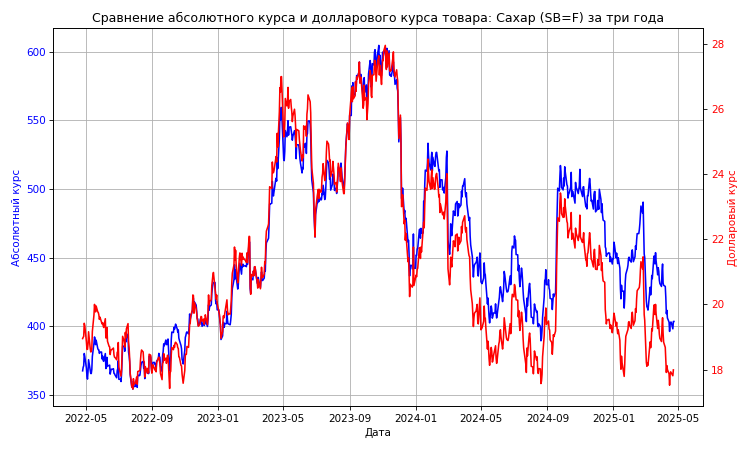 Сравнение абсолютного курса и долларового курса товара: Сахар (SB=F) за три года
Абсолютный курс
600
550
500
450
400
350
28
26
24
22
20
18
Долларовый курс
2022-05 2022-09 2023-01 2023-05 2023-09 2024-01 2024-05 2024-09 2025-01 2025-05
Дата